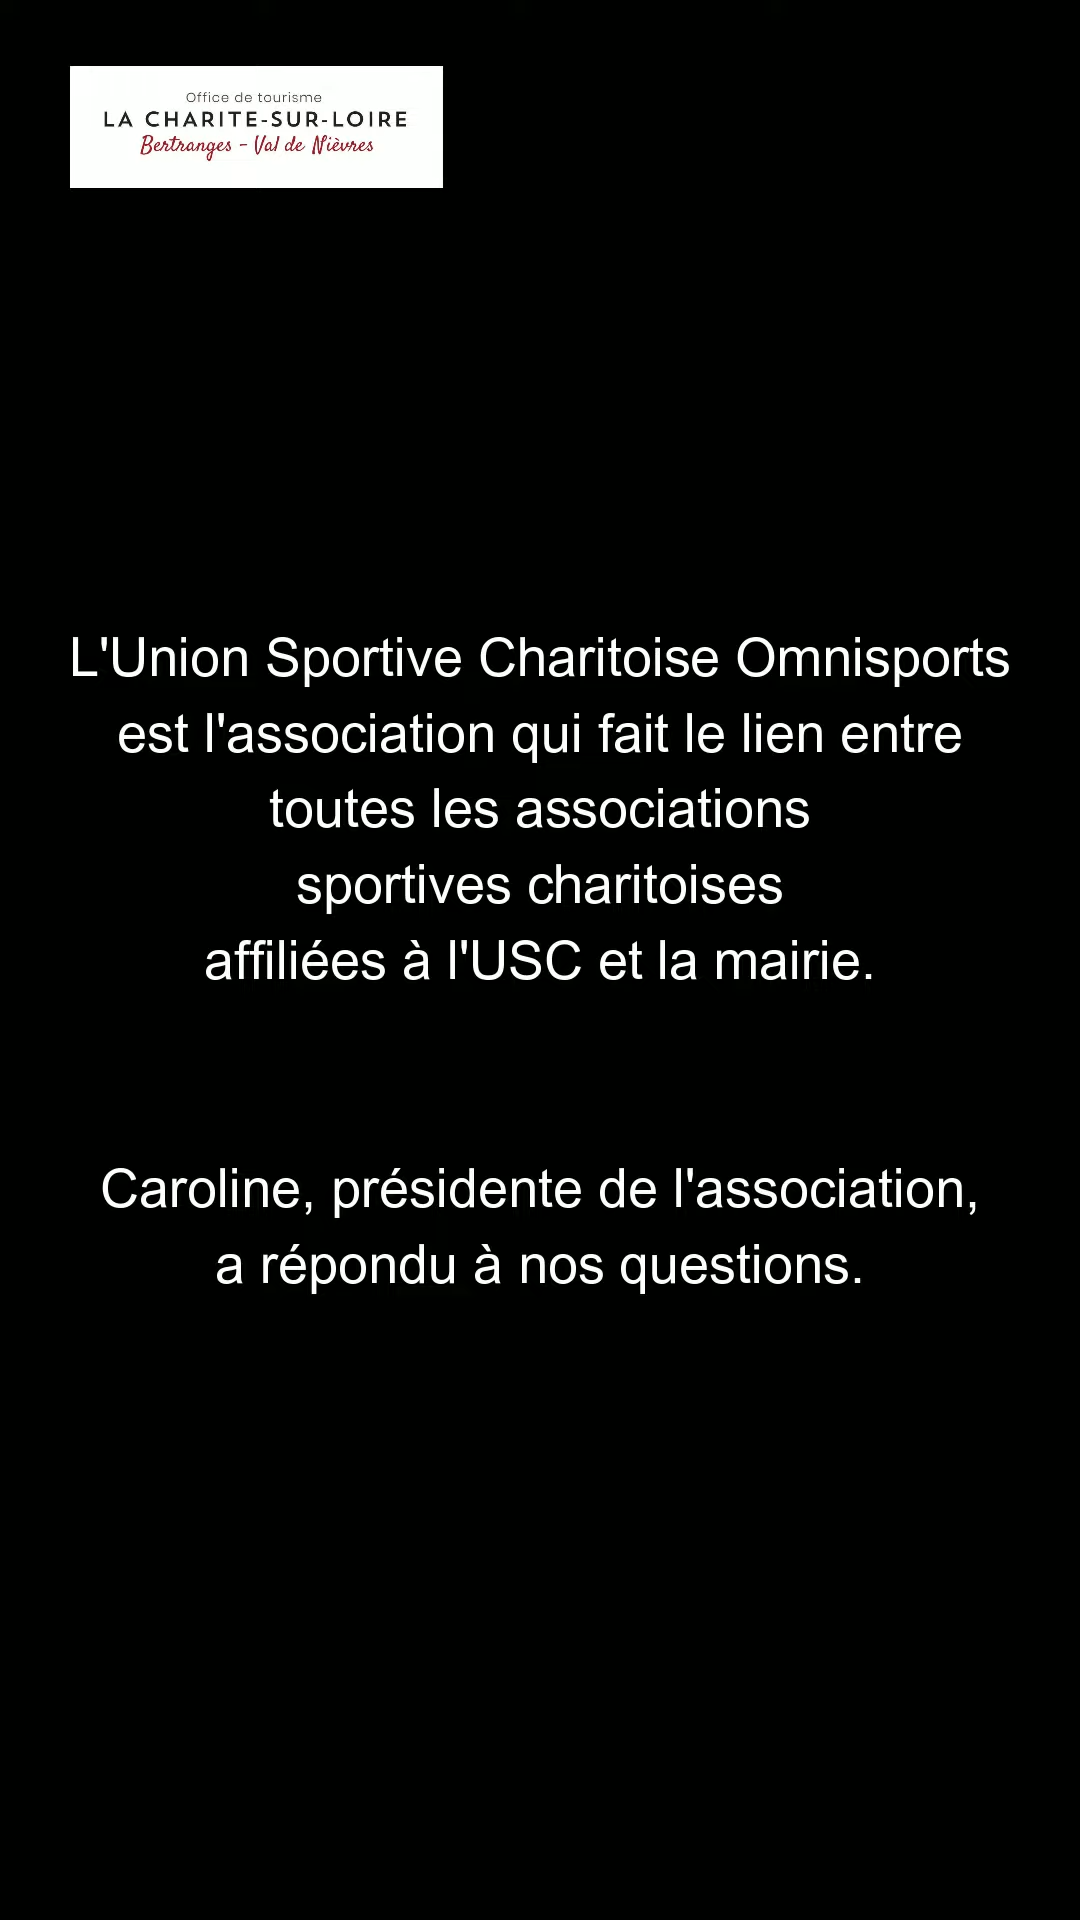 Office de tourisme
LA CHARITE-SUR-LOIRE
Bertranges - Val de Nièvres
L'Union Sportive Charitoise Omnisports
est l'association qui fait le lien entre
toutes les associations
sportives charitoises
affiliées à l'USC et la mairie.
Caroline, présidente de l'association,
a répondu à nos questions.